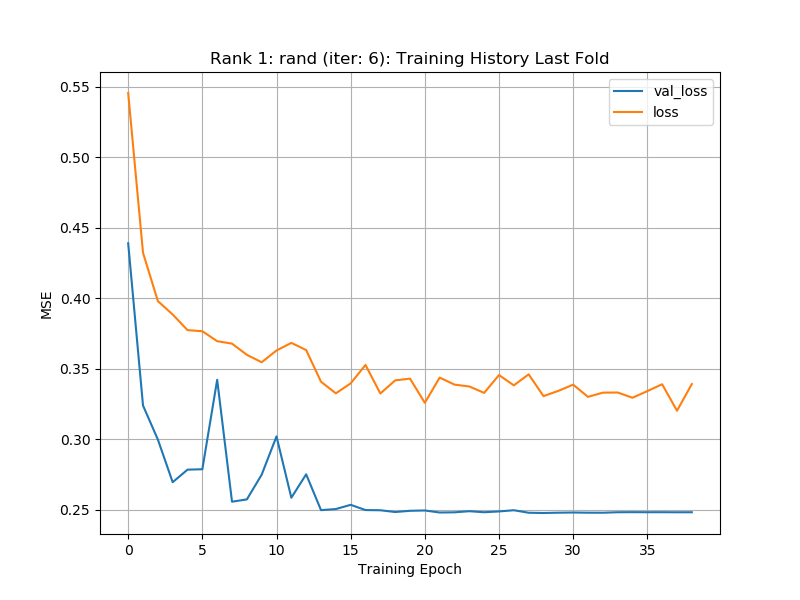 Rank 1: rand (iter: 6): Training History Last Fold
val_loss
loss
0.55
0.50
0.45
0.40
0.35
0.30
0.25
MSE
0 5 10 15 20 25 30 35
Training Epoch